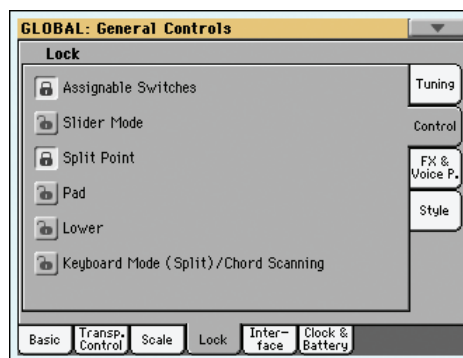 GLOBAL: General Controls
Lock
Assignable Switches
Slider Mode
Split Point
Pad
Lower
Keyboard Mode (Split)/Chord Scanning
Tuning
Control
FX &
Voice P.
Style
Basic
Transp.
Control
Scale
Lock
Inter-
face
Clock &
Battery